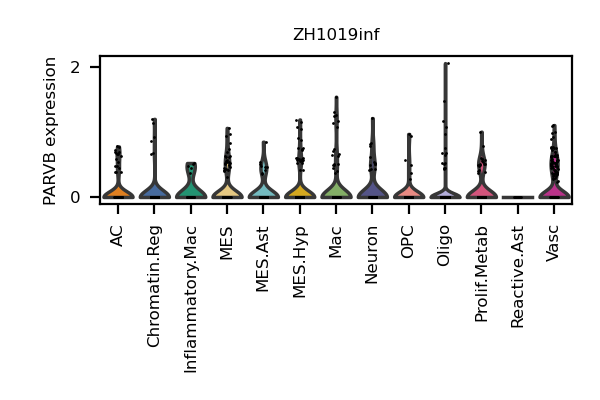 ZH1019inf
PARVB expression
2
0
AC
Chromatin.Reg
Inflammatory.Mac
MES
MES.Ast
MES.Hyp
Mac
Neuron
OPC
Oligo
Prolif.Metab
Reactive.Ast
Vasc